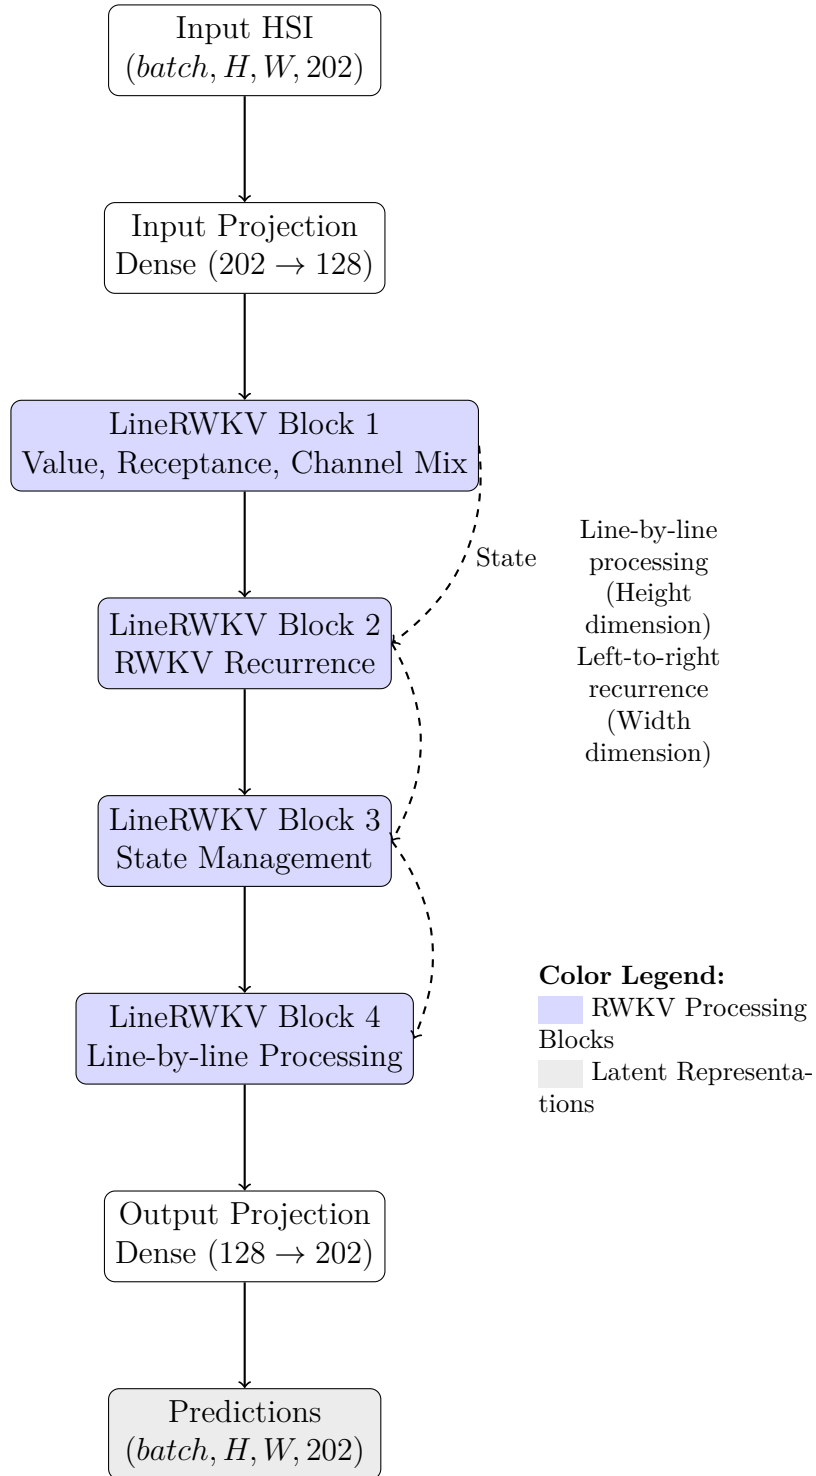 Input HSI
(batch, H, W, 202)
Input Projection
Dense (202 → 128)
LineRWKV Block 1
Value, Receptance, Channel Mix
State
Line-by-line
processing
(Height
dimension)
Left-to-right
recurrence
(Width
dimension)
LineRWKV Block 2
RWKV Recurrence
LineRWKV Block 3
State Management
LineRWKV Block 4
Line-by-line Processing
Color Legend:
RWKV Processing
Blocks
Latent Representa-
tions
Output Projection
Dense (128 → 202)
Predictions
(batch, H, W, 202)